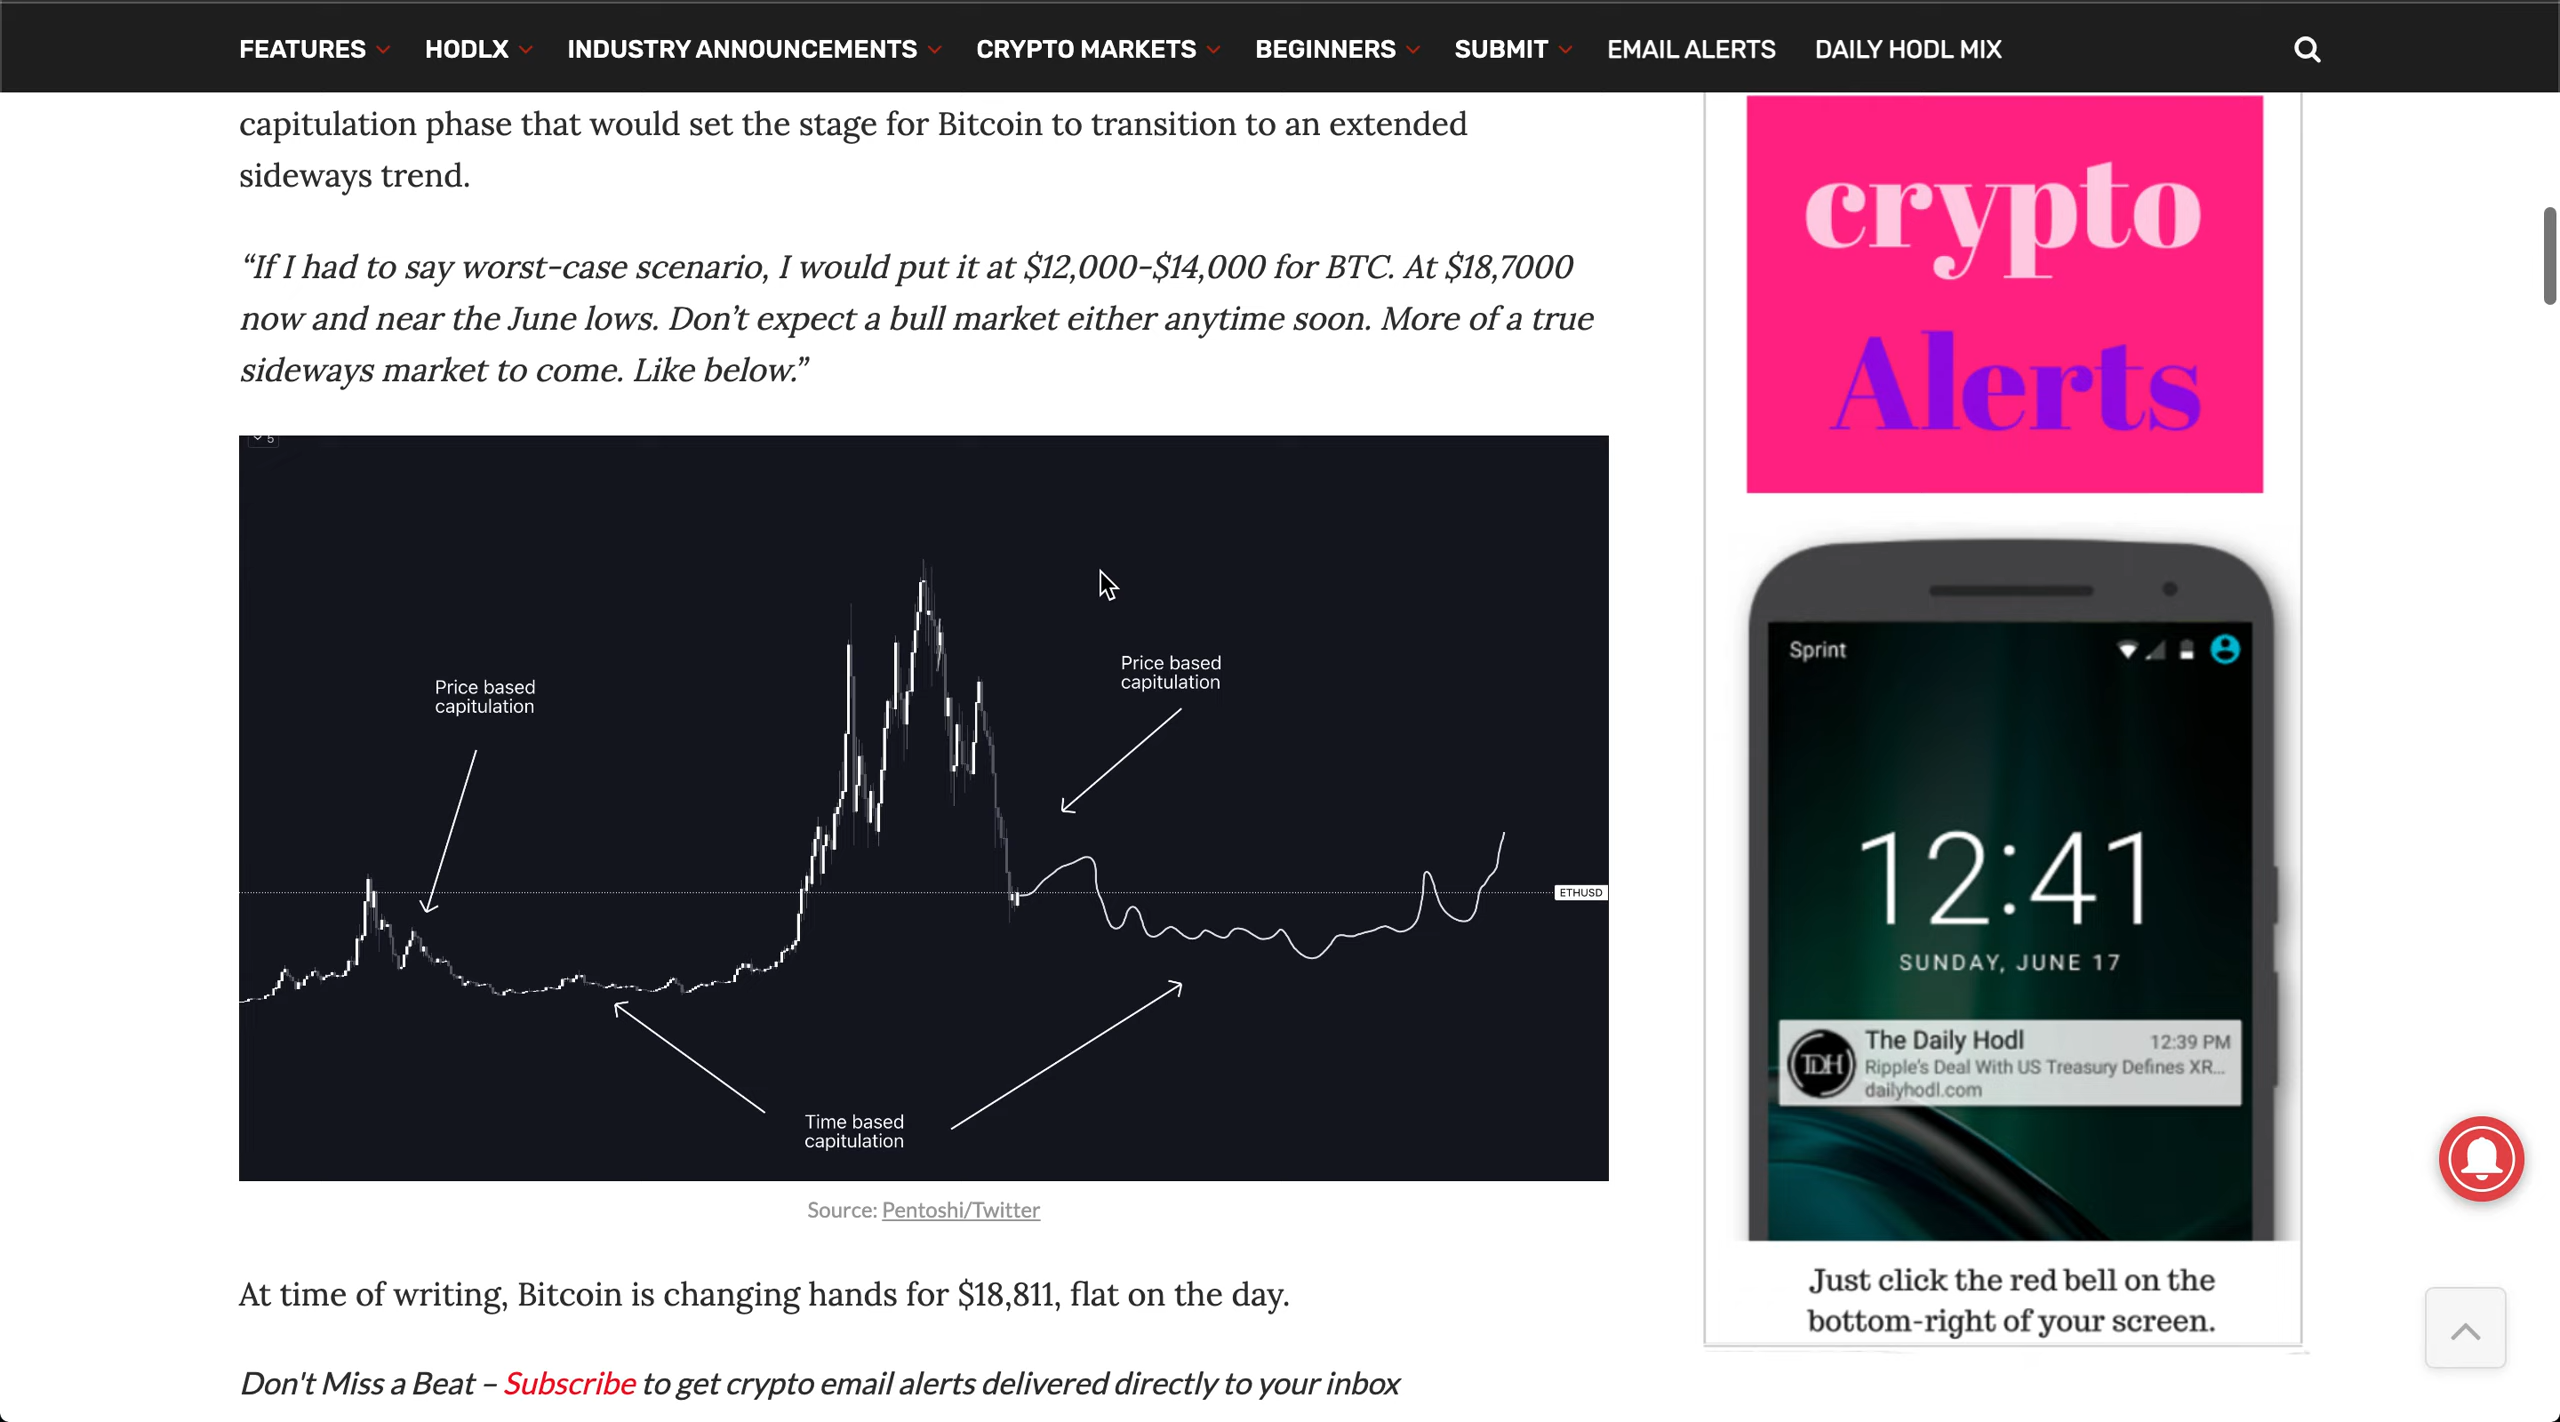 FEATURES HODLX INDUSTRY ANNOUNCEMENTS CRYPTO MARKETS BEGINNERS SUBMIT EMAIL ALERTS DAILY HODL MIX
capitulation phase that would set the stage for Bitcoin to transition to an extended
sideways trend.
“If I had to say worst-case scenario, I would put it at $12,000-$14,000 for BTC. At $18,7000
now and near the June lows. Don’t expect a bull market either anytime soon. More of a true
sideways market to come. Like below.”
5
Price based
capitulation
Price based
capitulation
ETHUSD
Time based
capitulation
Source: Pentoshi/Twitter
At time of writing, Bitcoin is changing hands for $18,811, flat on the day.
Don't Miss a Beat – Subscribe to get crypto email alerts delivered directly to your inbox
crypto
Alerts
Sprint
12:41
SUNDAY, JUNE 17
TDH
The Daily Hodl 12:39 PM
Ripple's Deal With US Treasury Defines XR...
dailyhodl.com
Just click the red bell on the
bottom-right of your screen.